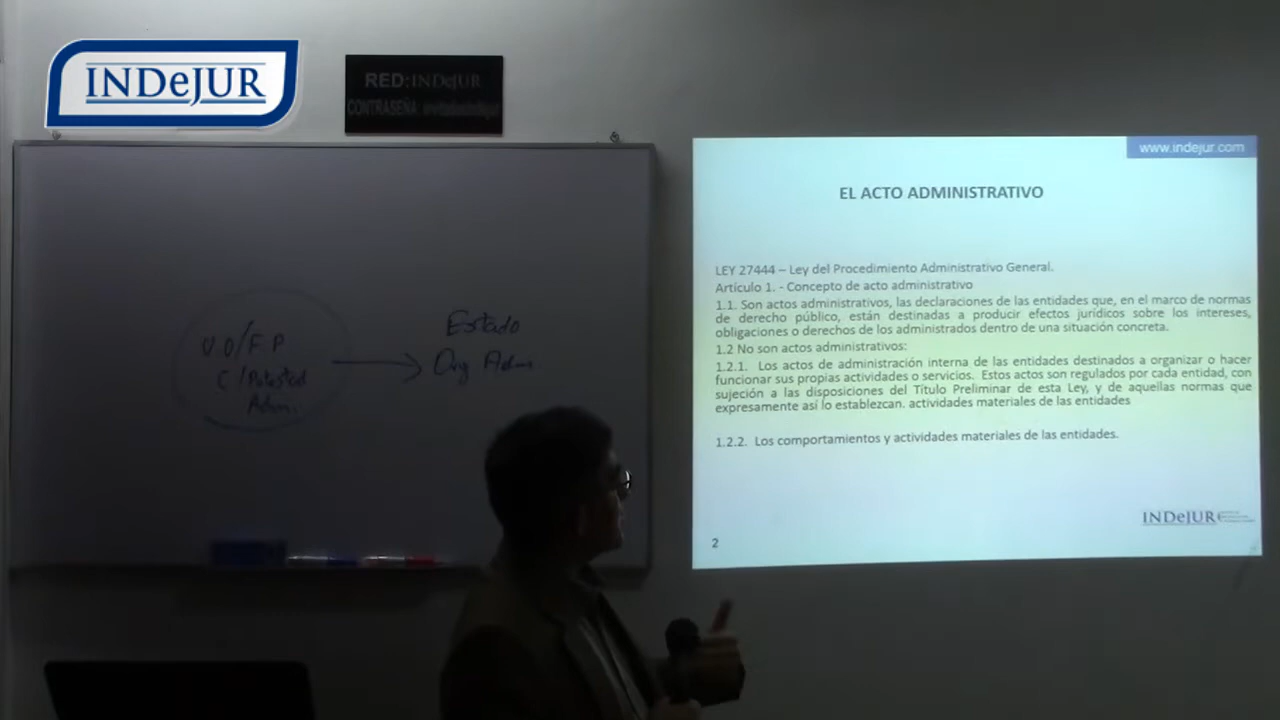 INDeJUR
RED: INDeJUR
CONTRASEÑA:
www.indejur.com
EL ACTO ADMINISTRATIVO
LEY 27444 – Ley del Procedimiento Administrativo General.
Artículo 1. - Concepto de acto administrativo
1.1. Son actos administrativos, las declaraciones de las entidades que, en el marco de normas
de derecho público, están destinadas a producir efectos jurídicos sobre los intereses,
obligaciones o derechos de los administrados dentro de una situación concreta.
1.2 No son actos administrativos:
1.2.1. Los actos de administración interna de las entidades destinados a organizar o hacer
funcionar sus propias actividades o servicios. Estos actos son regulados por cada entidad, con
sujeción a las disposiciones del Título Preliminar de esta Ley, y de aquellas normas que
expresamente así lo establezcan. actividades materiales de las entidades
1.2.2. Los comportamientos y actividades materiales de las entidades.
INDeJUR
2
U O/F.P
C/Potestad
Adm.
Estado
Org Adm.